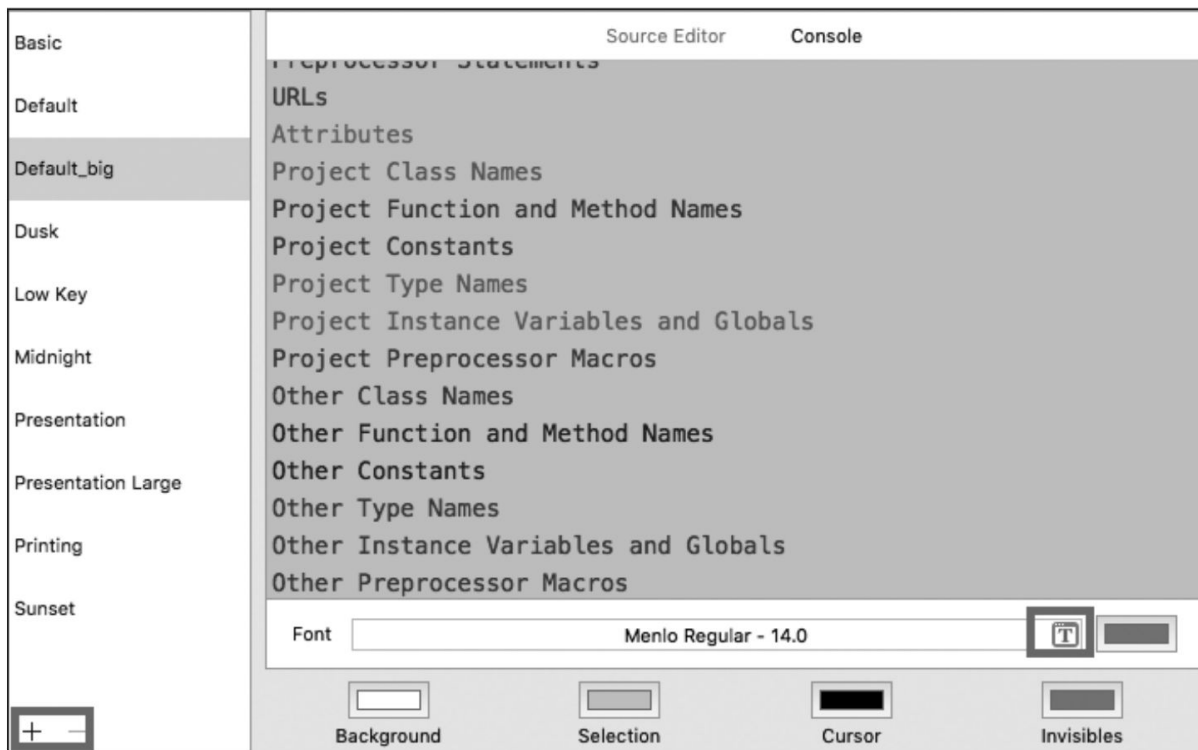 Basic
Default
Default_big
Dusk
Low Key
Midnight
Presentation
Presentation Large
Printing
Sunset
+ −
Source Editor Console
Preprocessor Statements
URLs
Attributes
Project Class Names
Project Function and Method Names
Project Constants
Project Type Names
Project Instance Variables and Globals
Project Preprocessor Macros
Other Class Names
Other Function and Method Names
Other Constants
Other Type Names
Other Instance Variables and Globals
Other Preprocessor Macros
Font Menlo Regular - 14.0 T
Background Selection Cursor Invisibles